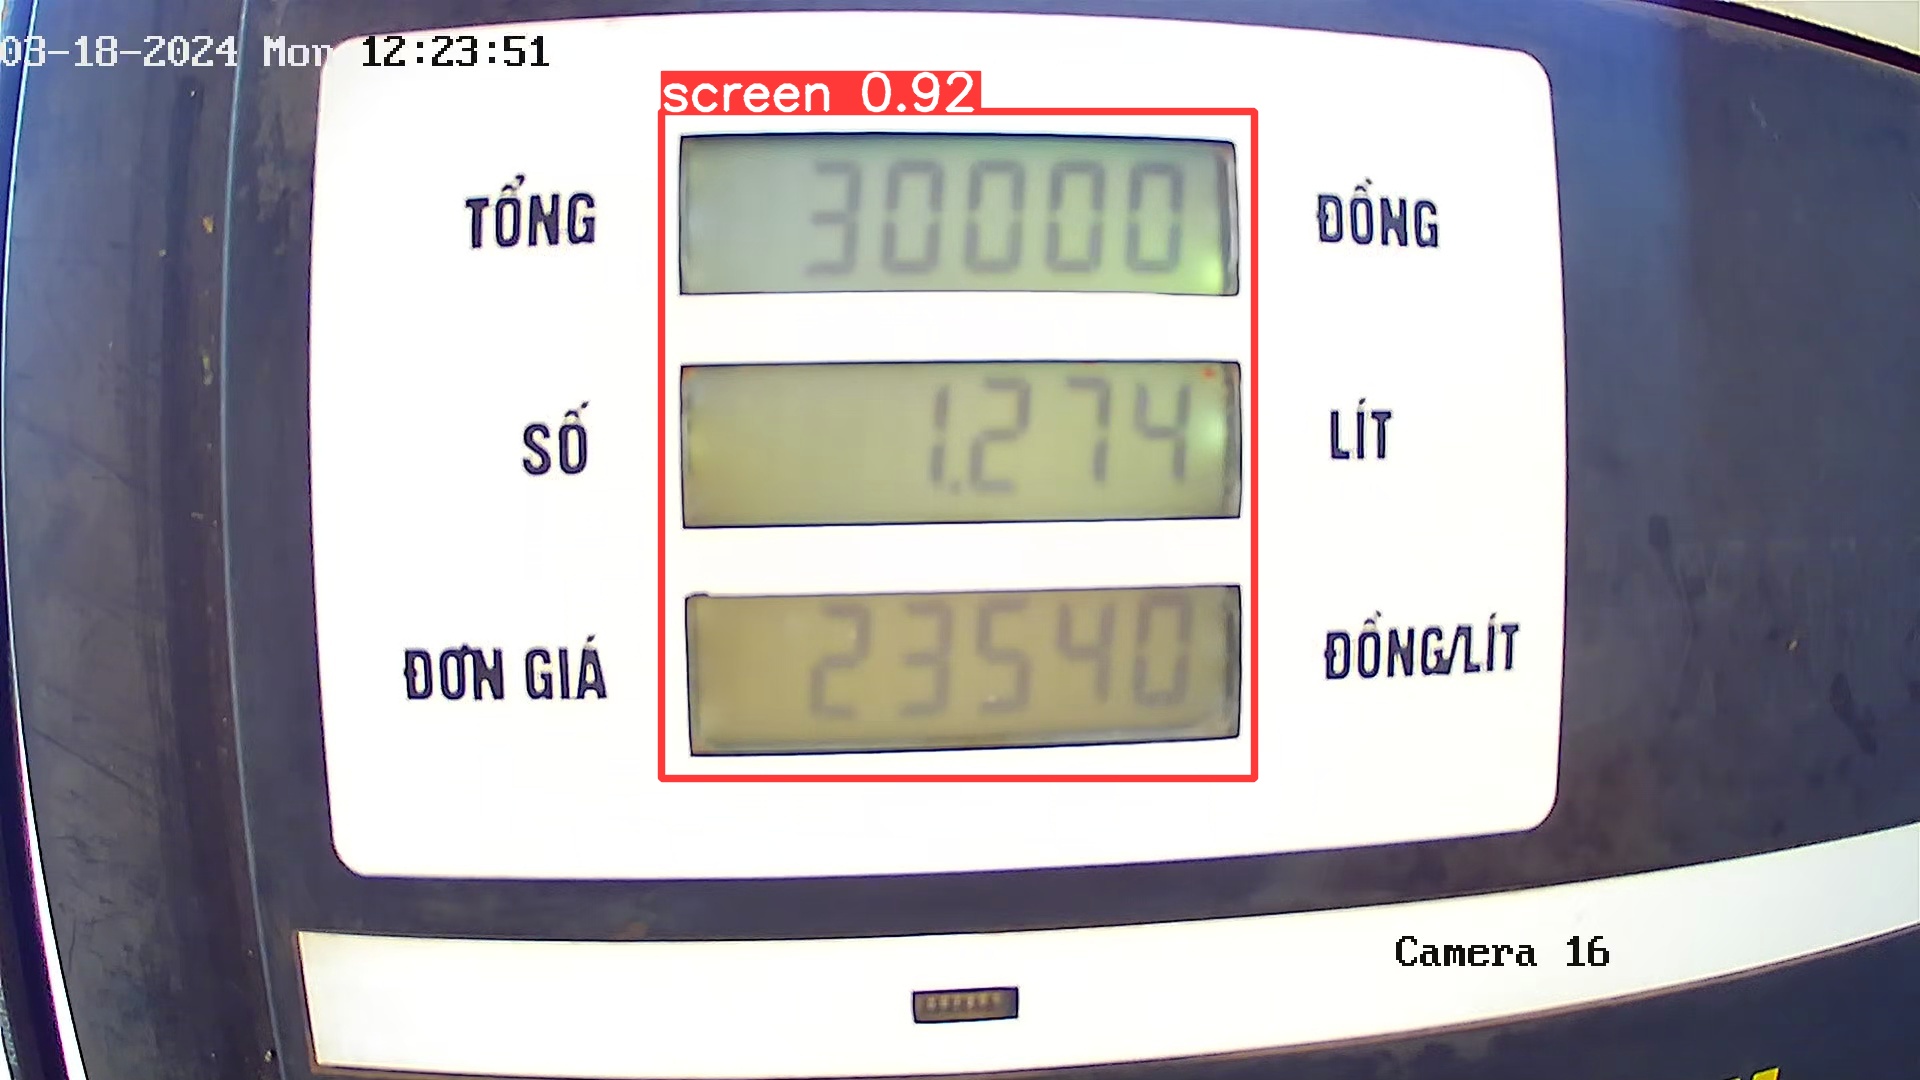 03-18-2024 Mon 12:23:51
screen 0.92
TỔNG 30000 ĐỒNG
SỐ 1.274 LÍT
ĐƠN GIÁ 23540 ĐỒNG/LÍT
Camera 16